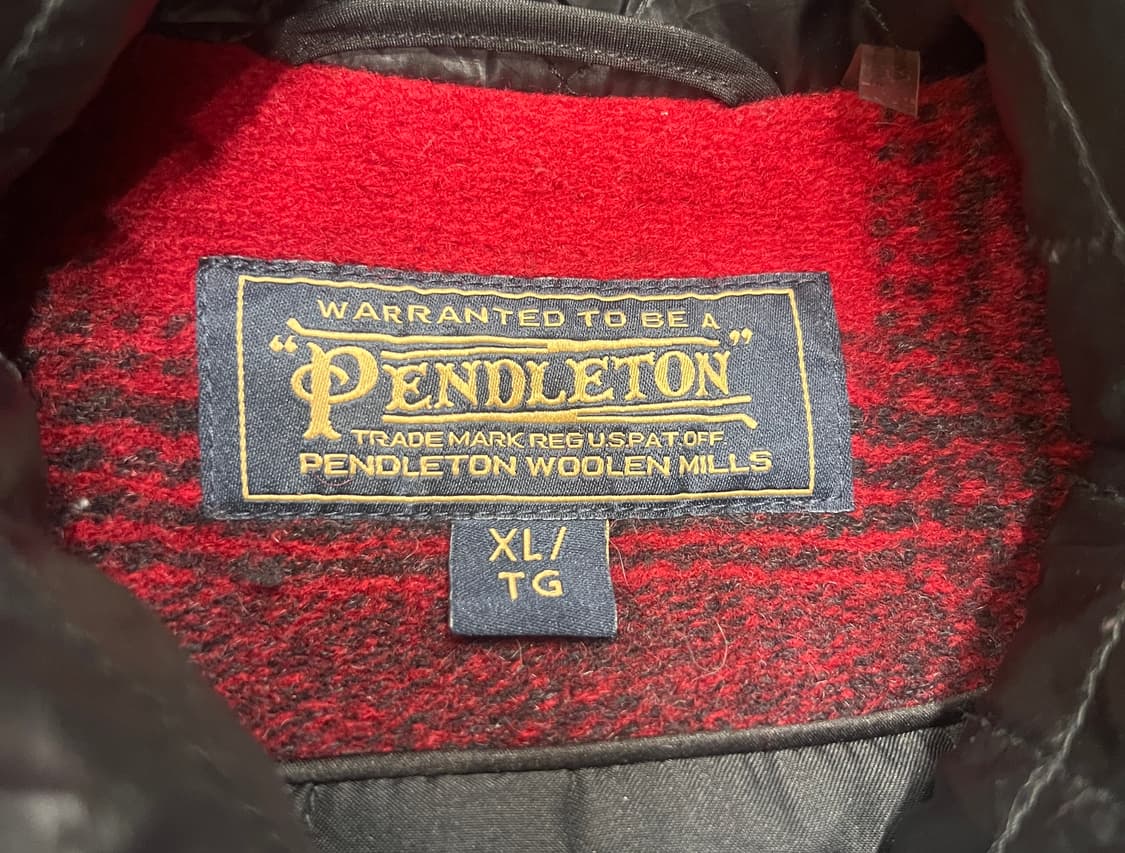 WARRANTED TO BE A
"PENDLETON"
TRADE MARK REG U.S.PAT.OFF
PENDLETON WOOLEN MILLS
XL/
TG